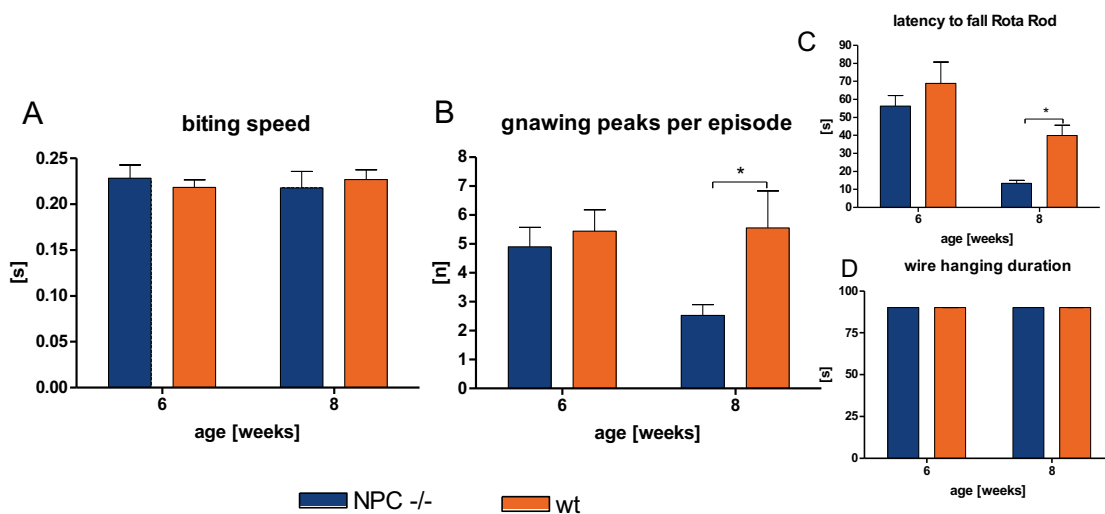 A
biting speed
0.25
0.20
0.15
0.10
0.05
0.00
[s]
6
8
age [weeks]
B
gnawing peaks per episode
8
7
6
5
4
3
2
1
0
[n]
*
6
8
age [weeks]
C
latency to fall Rota Rod
90
80
70
60
50
40
30
20
10
0
[s]
*
6
8
age [weeks]
D
wire hanging duration
100
75
50
25
0
[s]
6
8
age [weeks]
NPC -/-
wt